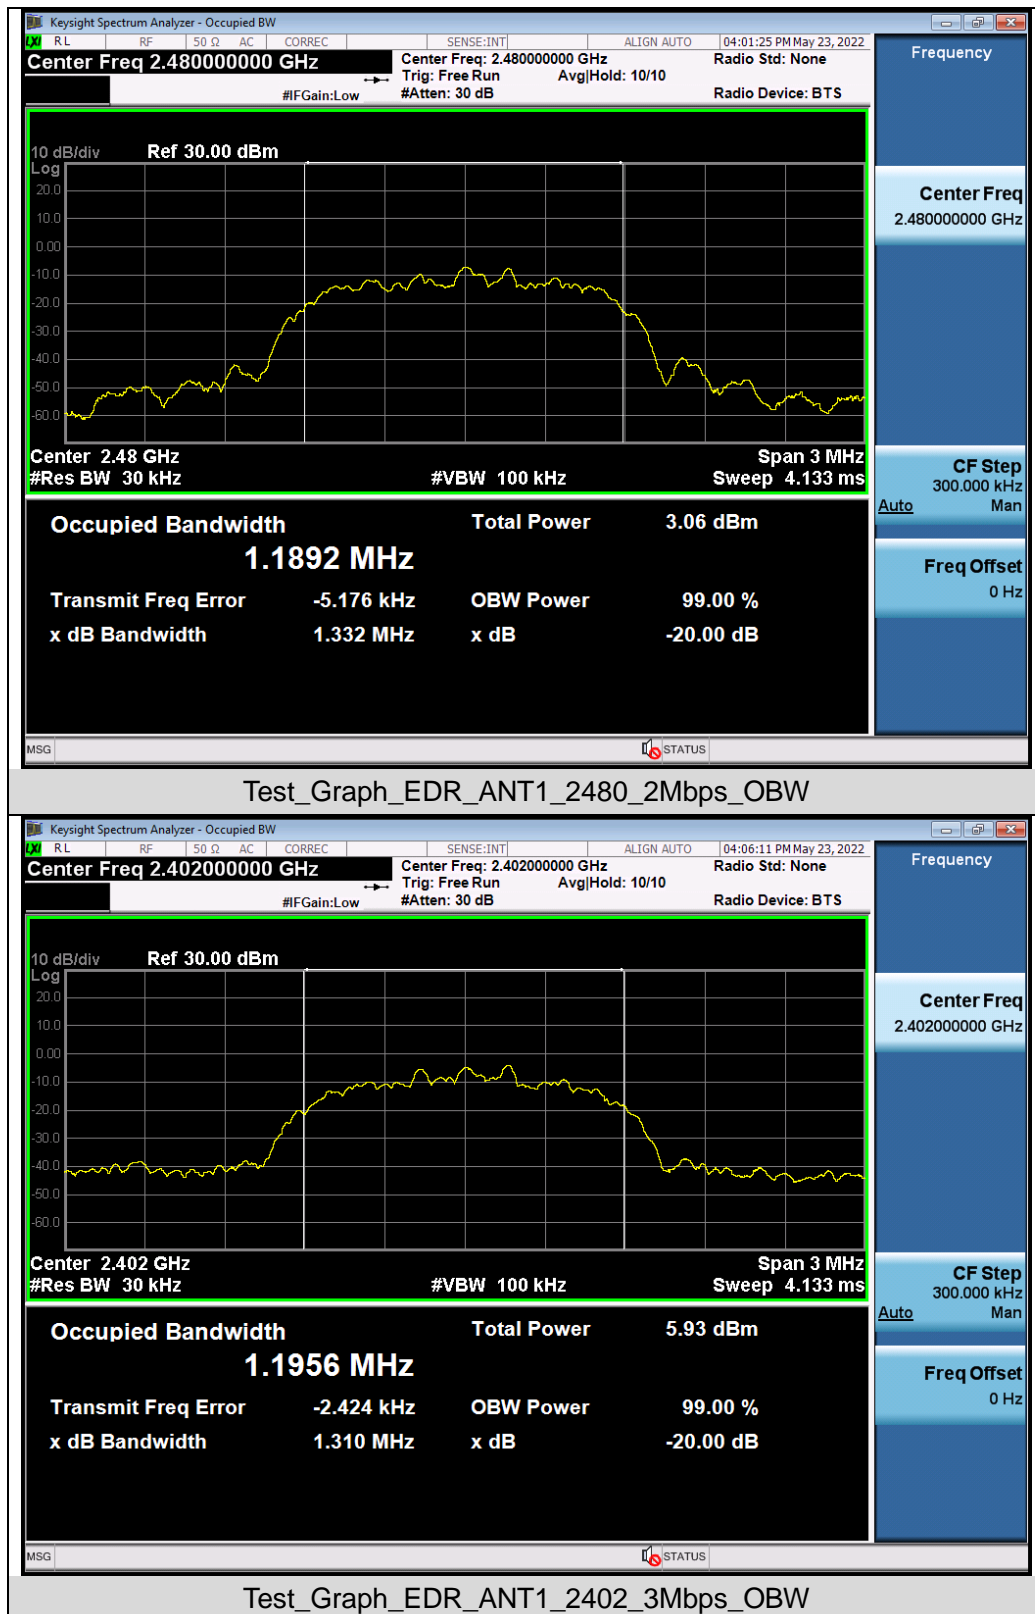 Keysight Spectrum Analyzer - Occupied BW
LXI RL RF 50 Ω AC CORREC SENSE:INT ALIGN AUTO 04:01:25 PM May 23, 2022
Center Freq 2.480000000 GHz
Center Freq: 2.480000000 GHz
Radio Std: None
Trig: Free Run Avg|Hold: 10/10
#IFGain:Low
#Atten: 30 dB
Radio Device: BTS
Frequency
10 dB/div Ref 30.00 dBm
Log
20.0
10.0
0.00
-10.0
-20.0
-30.0
-40.0
-50.0
-60.0
Center Freq
2.480000000 GHz
Center 2.48 GHz Span 3 MHz
#Res BW 30 kHz #VBW 100 kHz Sweep 4.133 ms
CF Step
300.000 kHz
Auto Man
Occupied Bandwidth Total Power 3.06 dBm
1.1892 MHz
Freq Offset
0 Hz
Transmit Freq Error -5.176 kHz OBW Power 99.00 %
x dB Bandwidth 1.332 MHz x dB -20.00 dB
MSG STATUS
Test_Graph_EDR_ANT1_2480_2Mbps_OBW
Keysight Spectrum Analyzer - Occupied BW
LXI RL RF 50 Ω AC CORREC SENSE:INT ALIGN AUTO 04:06:11 PM May 23, 2022
Center Freq 2.402000000 GHz
Center Freq: 2.402000000 GHz
Radio Std: None
Trig: Free Run Avg|Hold: 10/10
#IFGain:Low
#Atten: 30 dB
Radio Device: BTS
Frequency
10 dB/div Ref 30.00 dBm
Log
20.0
10.0
0.00
-10.0
-20.0
-30.0
-40.0
-50.0
-60.0
Center Freq
2.402000000 GHz
Center 2.402 GHz Span 3 MHz
#Res BW 30 kHz #VBW 100 kHz Sweep 4.133 ms
CF Step
300.000 kHz
Auto Man
Occupied Bandwidth Total Power 5.93 dBm
1.1956 MHz
Freq Offset
0 Hz
Transmit Freq Error -2.424 kHz OBW Power 99.00 %
x dB Bandwidth 1.310 MHz x dB -20.00 dB
MSG STATUS
Test_Graph_EDR_ANT1_2402_3Mbps_OBW